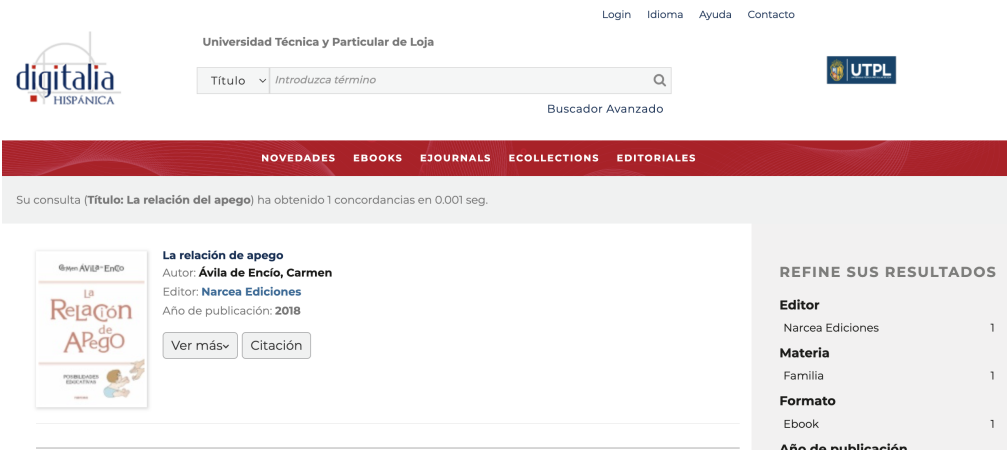 Login Idioma Ayuda Contacto
digitalia
HISPÁNICA
Universidad Técnica y Particular de Loja
Título Introduzca término
UTPL
Buscador Avanzado
NOVEDADES EBOOKS EJOURNALS ECOLLECTIONS EDITORIALES
Su consulta (Título: La relación del apego) ha obtenido 1 concordancias en 0.001 seg.
Carmen ÁVILA-ENCÍO
LA
RELACIÓN
de
APEGO
POSIBILIDADES
EDUCATIVAS
La relación de apego
Autor: Ávila de Encío, Carmen
Editor: Narcea Ediciones
Año de publicación: 2018
Ver más Citación
REFINE SUS RESULTADOS
Editor
Narcea Ediciones 1
Materia
Familia 1
Formato
Ebook 1
Año de publicación